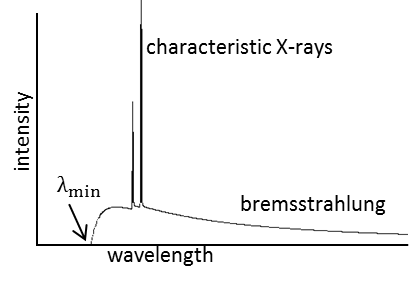 characteristic X-rays
intensity
λmin
bremsstrahlung
wavelength